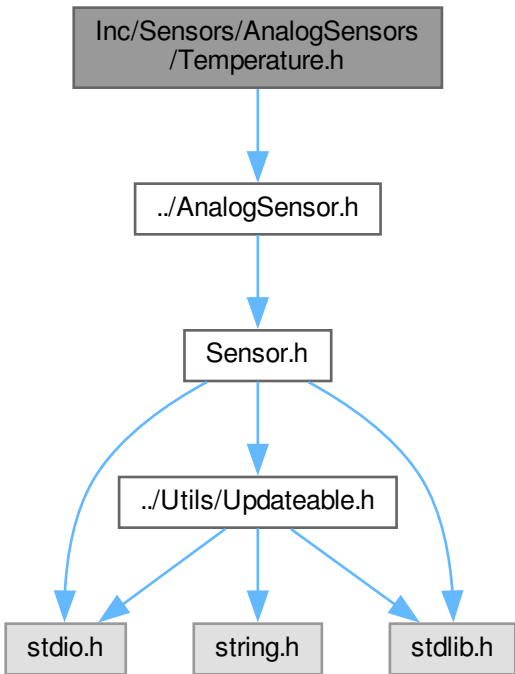 Inc/Sensors/AnalogSensors
/Temperature.h
../AnalogSensor.h
Sensor.h
../Utils/Updateable.h
stdio.h
string.h
stdlib.h